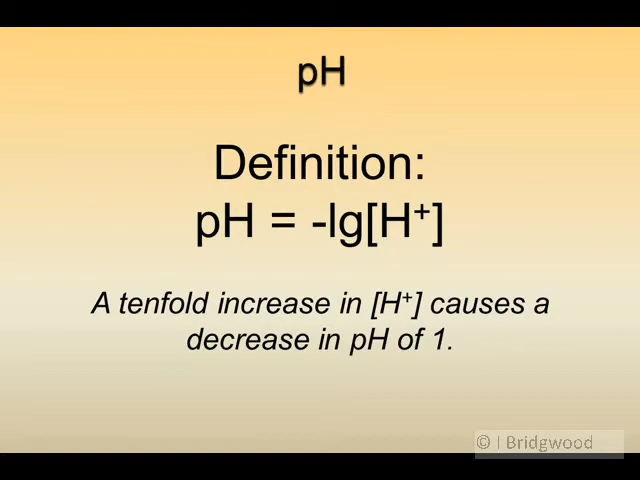 pH
Definition:
pH = -lg[H⁺]
A tenfold increase in [H⁺] causes a
decrease in pH of 1.
© I Bridgwood